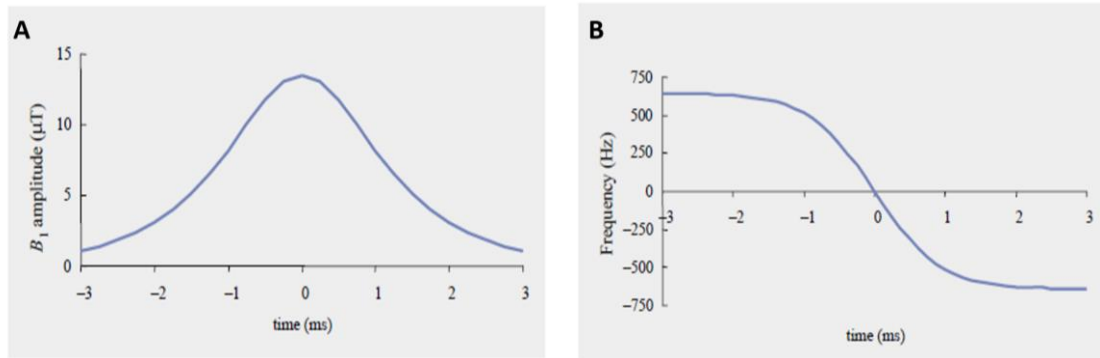 A
15
10
5
0
B₁ amplitude (μT)
–3 –2 –1 0 1 2 3
time (ms)
B
750
500
250
0
–250
–500
–750
Frequency (Hz)
–3 –2 –1 0 1 2 3
time (ms)